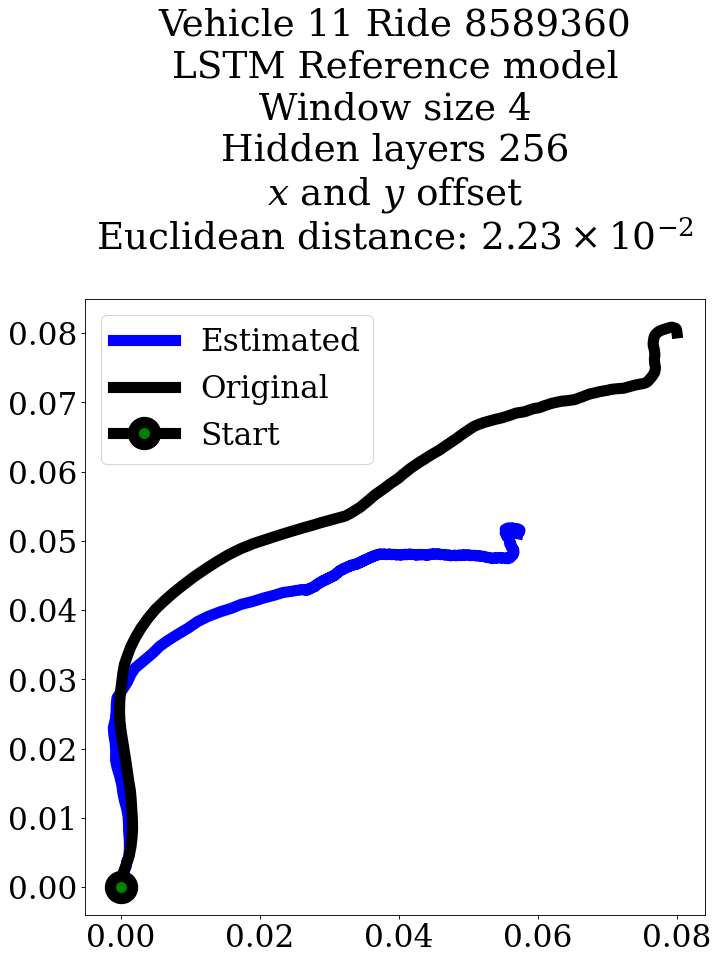 Vehicle 11 Ride 8589360
LSTM Reference model
Window size 4
Hidden layers 256
x and y offset
Euclidean distance: 2.23 × 10⁻²
Estimated
Original
Start
0.08
0.07
0.06
0.05
0.04
0.03
0.02
0.01
0.00
0.00 0.02 0.04 0.06 0.08